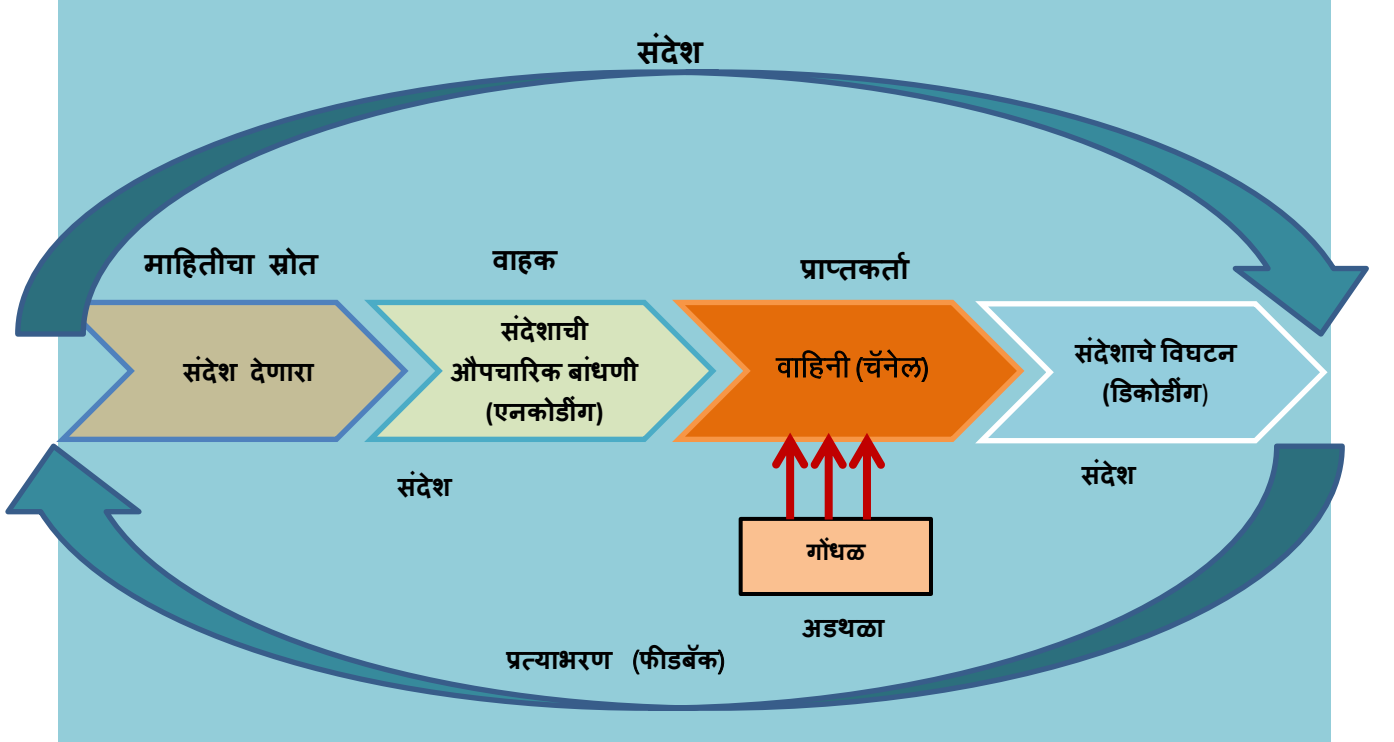 संदेश
माहितीचा स्रोत
वाहक
प्राप्तकर्ता
संदेश देणारा
संदेशाची
औपचारिक बांधणी
(एनकोडींग)
वाहिनी (चॅनेल)
संदेशाचे विघटन
(डिकोडींग)
संदेश
संदेश
गोंधळ
अडथळा
प्रत्याभरण (फीडबॅक)